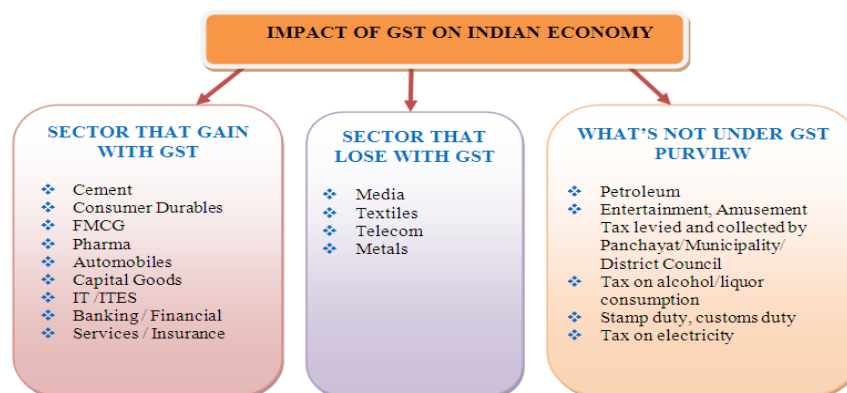 IMPACT OF GST ON INDIAN ECONOMY
SECTOR THAT GAIN
WITH GST
Cement
Consumer Durables
FMCG
Pharma
Automobiles
Capital Goods
IT /ITES
Banking / Financial
Services / Insurance
SECTOR THAT
LOSE WITH GST
Media
Textiles
Telecom
Metals
WHAT'S NOT UNDER GST
PURVIEW
Petroleum
Entertainment, Amusement
Tax levied and collected by
Panchayat/Municipality/
District Council
Tax on alcohol/liquor
consumption
Stamp duty, customs duty
Tax on electricity